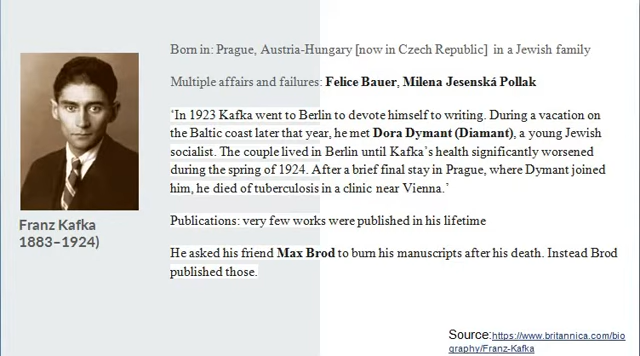 Born in: Prague, Austria-Hungary [now in Czech Republic] in a Jewish family
Multiple affairs and failures: Felice Bauer, Milena Jesenská Pollak
‘In 1923 Kafka went to Berlin to devote himself to writing. During a vacation on
the Baltic coast later that year, he met Dora Dymant (Diamant), a young Jewish
socialist. The couple lived in Berlin until Kafka’s health significantly worsened
during the spring of 1924. After a brief final stay in Prague, where Dymant joined
him, he died of tuberculosis in a clinic near Vienna.’
Franz Kafka
1883–1924)
Publications: very few works were published in his lifetime
He asked his friend Max Brod to burn his manuscripts after his death. Instead Brod
published those.
Source:https://www.britannica.com/bio
graphy/Franz-Kafka